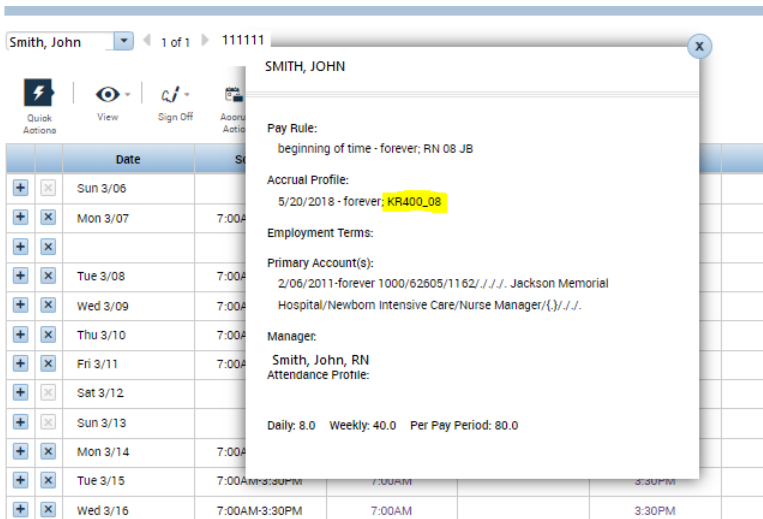 Smith, John 1 of 1 111111
X
SMITH, JOHN
Quick Actions View Sign Off
Pay Rule:
beginning of time - forever; RN 08 JB
Accrual Profile:
5/20/2018 - forever; KR400_08
Employment Terms:
Primary Account(s):
2/06/2011-forever 1000/62605/1162/./././. Jackson Memorial
Hospital/Newborn Intensive Care/Nurse Manager/{.}/././.
Manager:
Smith, John, RN
Attendance Profile:
Daily: 8.0 Weekly: 40.0 Per Pay Period: 80.0
Date
Sun 3/06
Mon 3/07 7:00A
Tue 3/08 7:00A
Wed 3/09 7:00A
Thu 3/10 7:00A
Fri 3/11 7:00A
Sat 3/12
Sun 3/13
Mon 3/14 7:00A
Tue 3/15 7:00AM-3:30PM 7:00AM 3:30PM
Wed 3/16 7:00AM-3:30PM 7:00AM 3:30PM